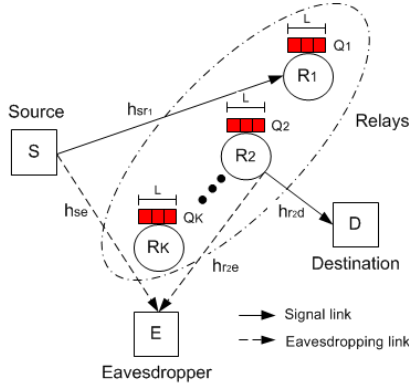 L
Q1
R1
hsr1
Source
S
L
Q2
R2
Relays
hse
L
QK
RK
hr2d
D
Destination
hr2e
E
Eavesdropper
Signal link
Eavesdropping link